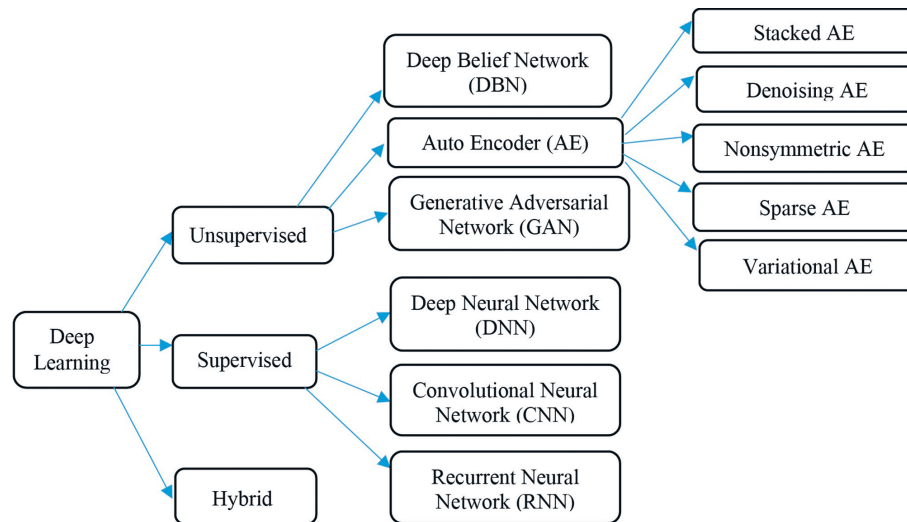 Deep Belief Network
(DBN)
Auto Encoder (AE)
Generative Adversarial
Network (GAN)
Unsupervised
Stacked AE
Denoising AE
Nonsymmetric AE
Sparse AE
Variational AE
Deep
Learning
Supervised
Deep Neural Network
(DNN)
Convolutional Neural
Network (CNN)
Recurrent Neural
Network (RNN)
Hybrid